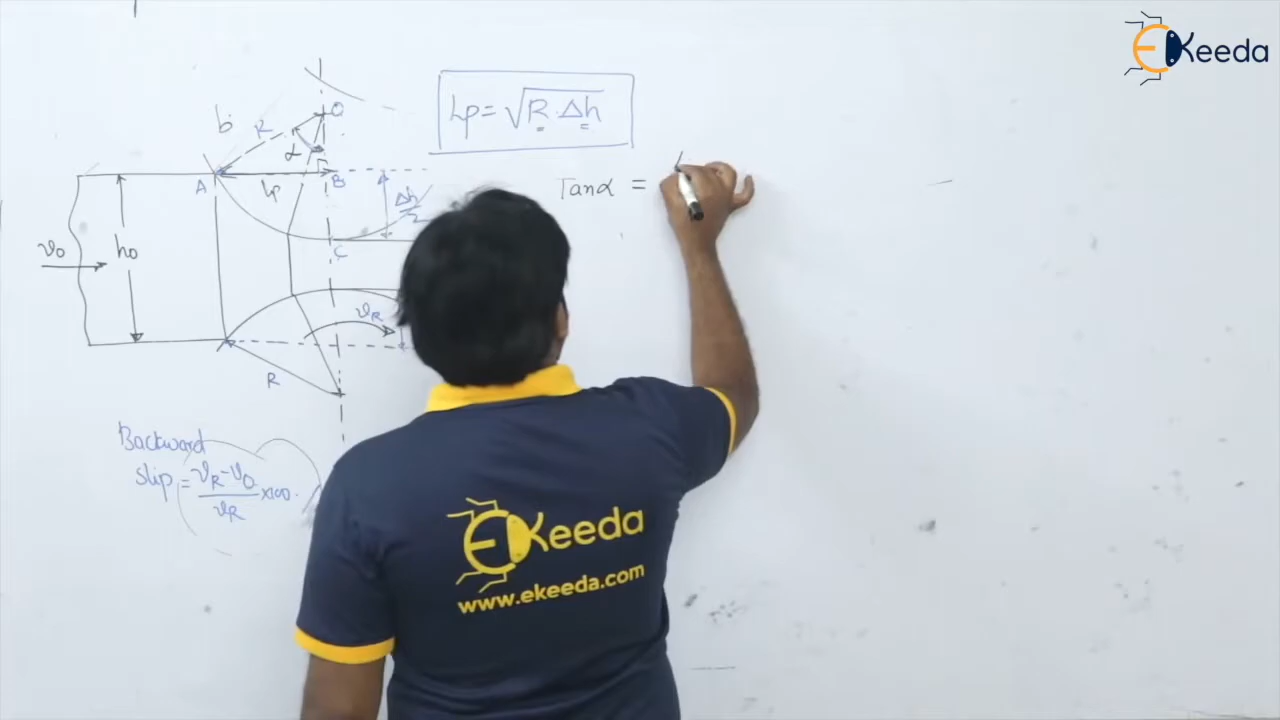 EKeeda
Lp = √R · Δh
O
b
R
α
A
Lp
B
Δh/2
Tanα =
v0
h0
C
vR
R
Backward
slip = vR - v0 / vR × 100
EKeeda
www.ekeeda.com